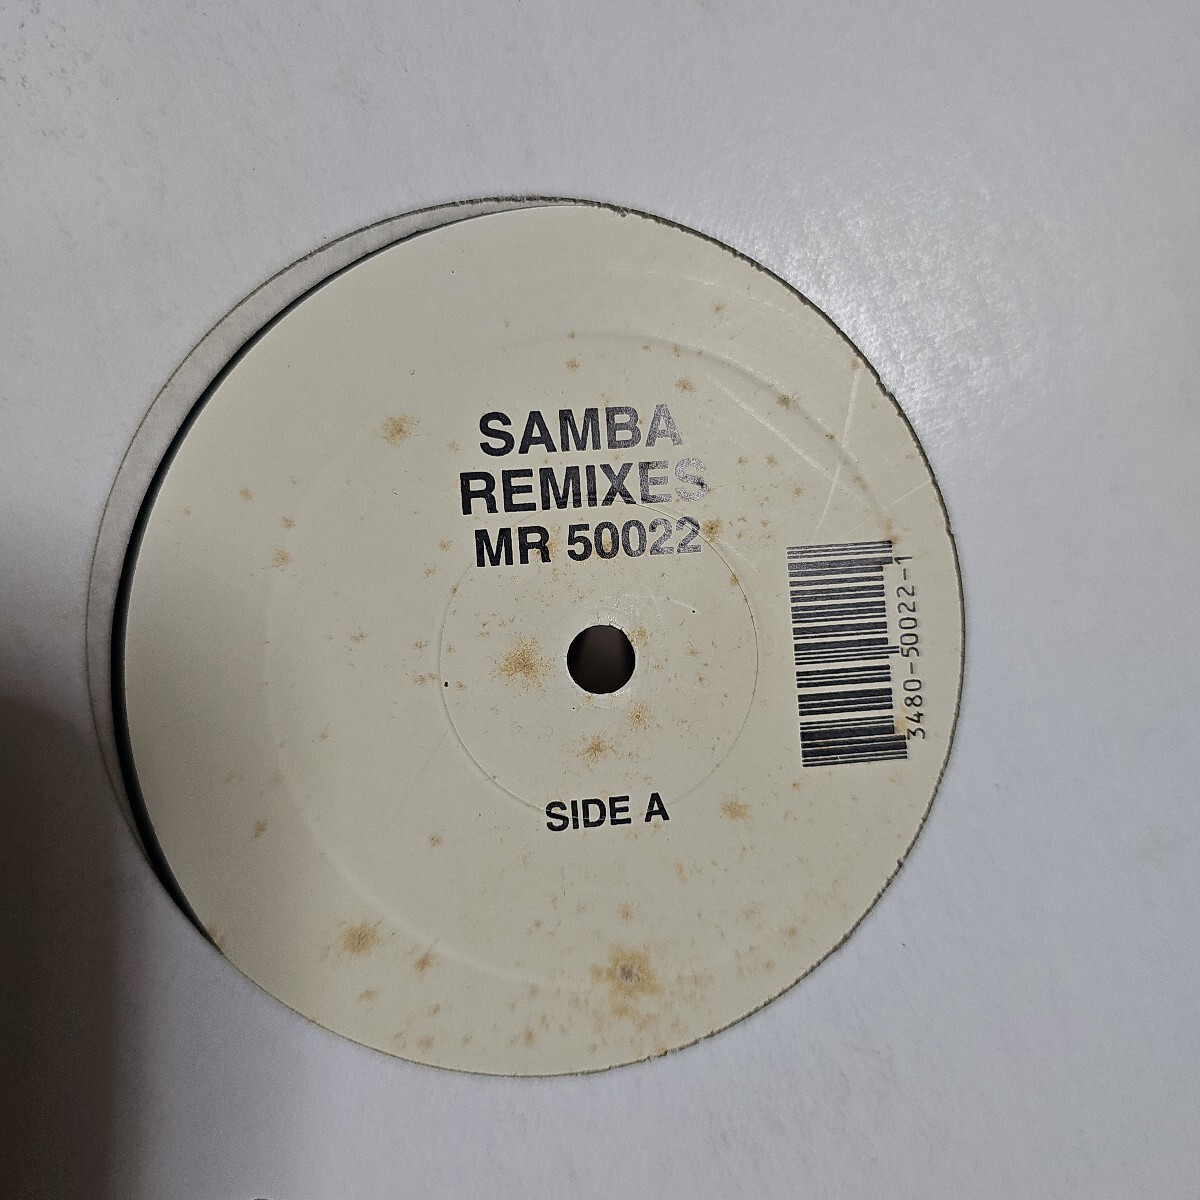 SAMBA
REMIXES
MR 50022
3480-50022-1
SIDE A